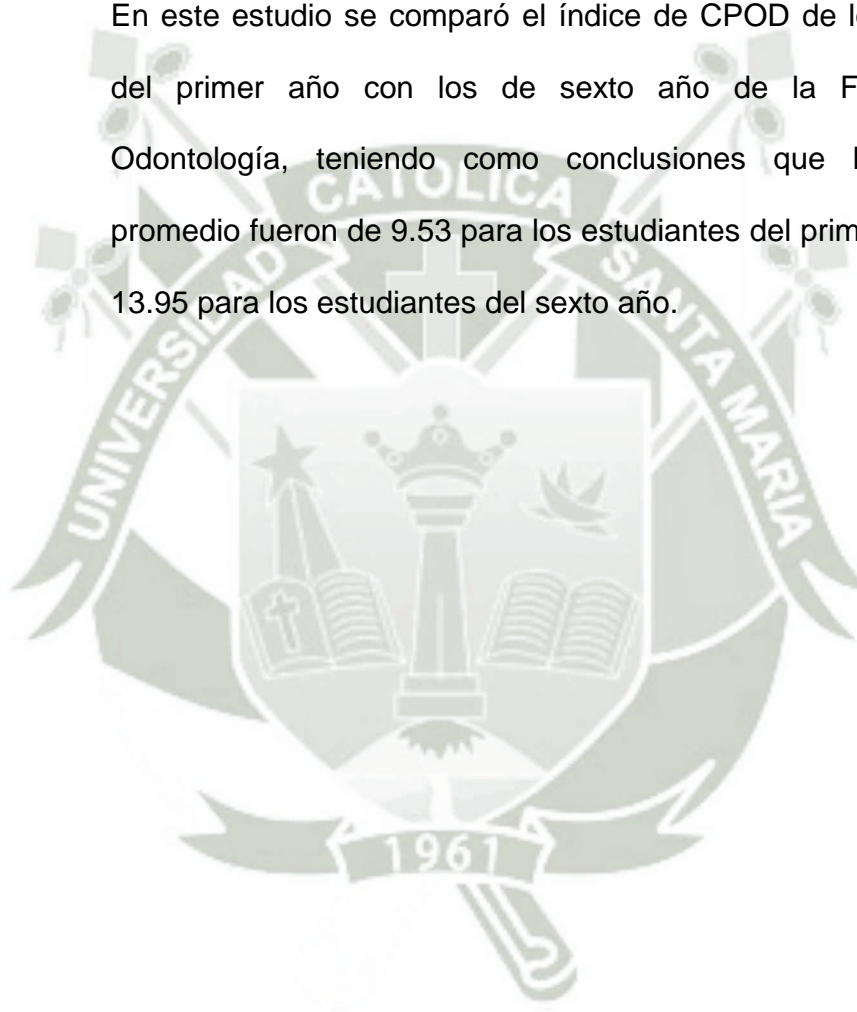 En este estudio se comparó el índice de CPOD de l
del primer año con los de sexto año de la F
Odontología, teniendo como conclusiones que l
promedio fueron de 9.53 para los estudiantes del prim
13.95 para los estudiantes del sexto año.
UNIVERSIDAD CATOLICA SANTA MARIA
1961